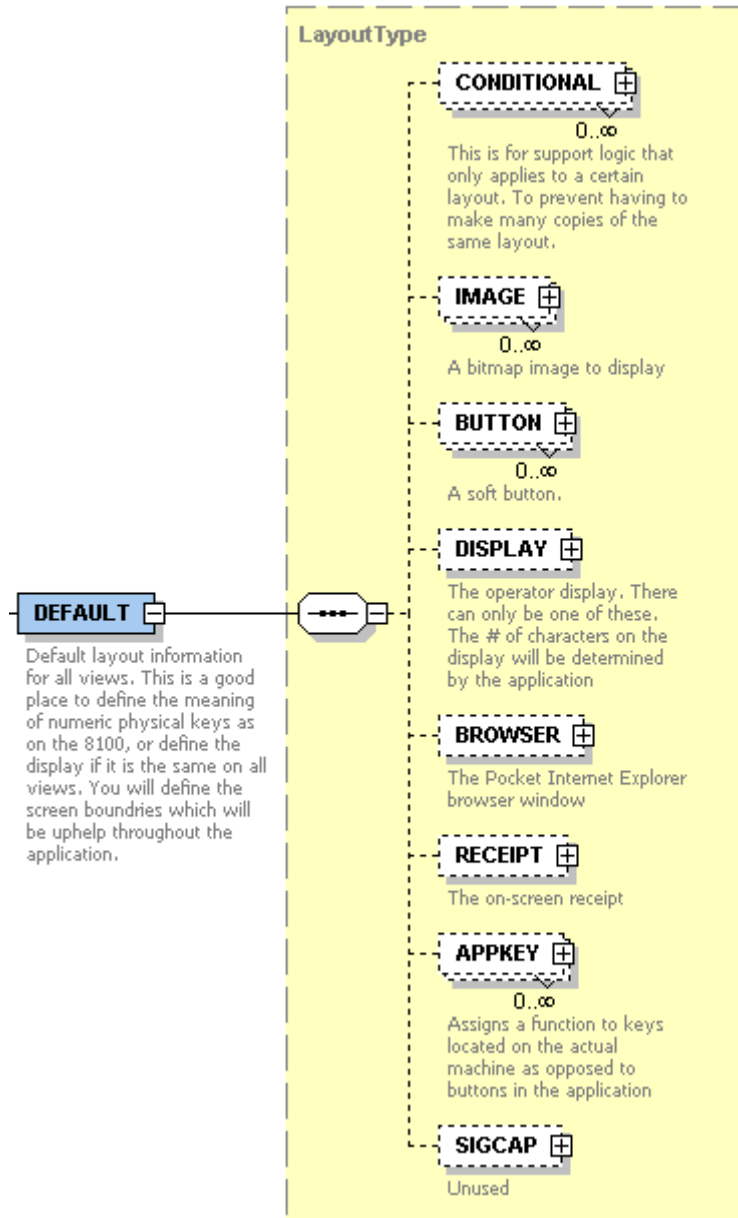 LayoutType
CONDITIONAL
0..∞
This is for support logic that
only applies to a certain
layout. To prevent having to
make many copies of the
same layout.
IMAGE
0..∞
A bitmap image to display
BUTTON
0..∞
A soft button.
DISPLAY
The operator display. There
can only be one of these.
The # of characters on the
display will be determined
by the application
DEFAULT
Default layout information
for all views. This is a good
place to define the meaning
of numeric physical keys as
on the 8100, or define the
display if it is the same on all
views. You will define the
screen boundries which will
be uphelp throughout the
application.
BROWSER
The Pocket Internet Explorer
browser window
RECEIPT
The on-screen receipt
APPKEY
0..∞
Assigns a function to keys
located on the actual
machine as opposed to
buttons in the application
SIGCAP
Unused